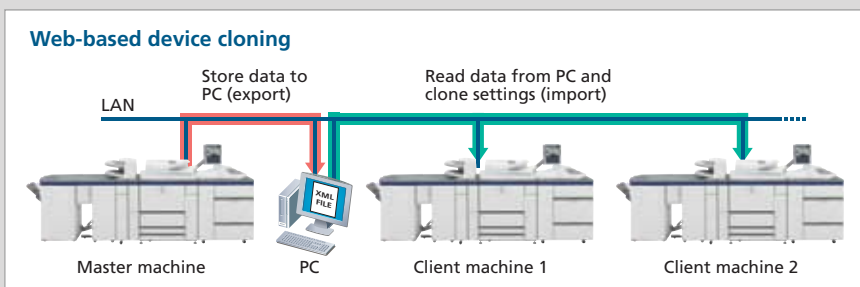 Web-based device cloning
Store data to
PC (export)
Read data from PC and
clone settings (import)
LAN
XML
FILE
Master machine
PC
Client machine 1
Client machine 2